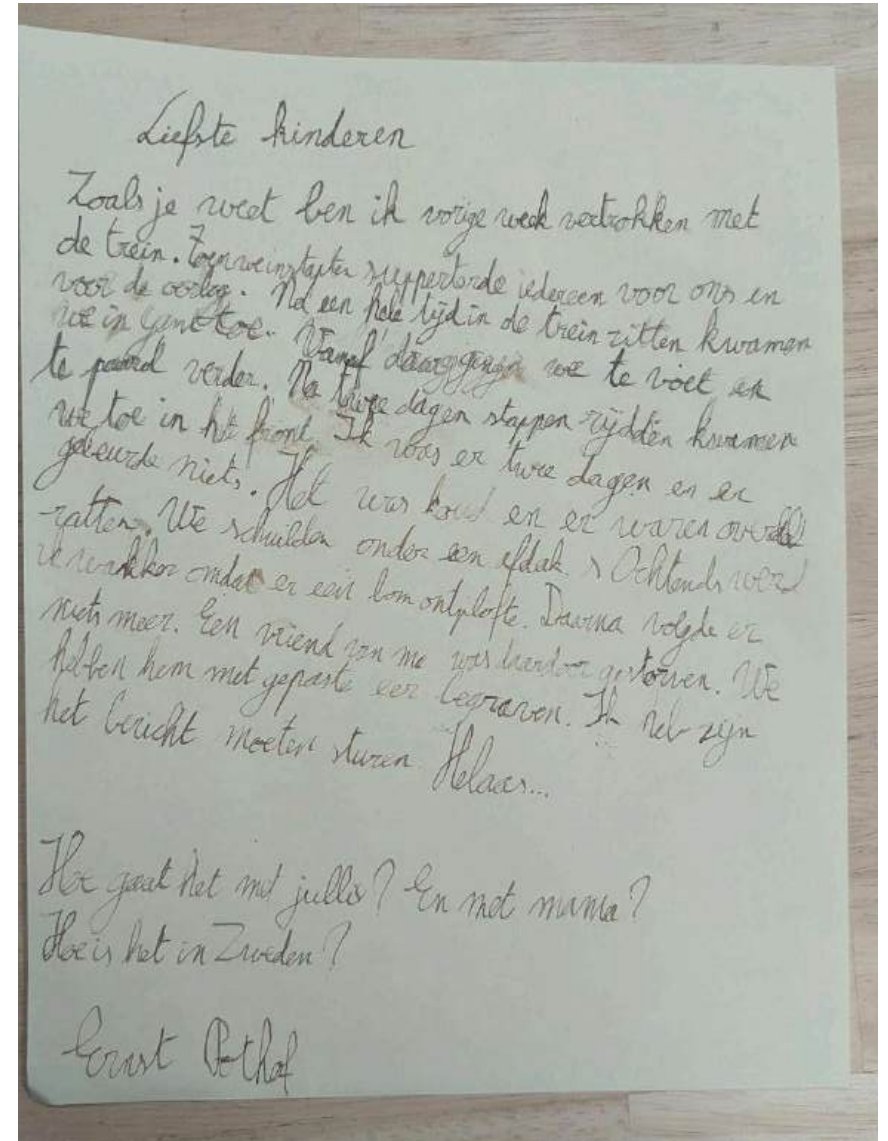 Liefste kinderen
Zoals je weet ben ik vorige week vertrokken met
de trein. Toen we instapten supperterde iedereen voor ons en
voor de oorlog. Na een hele tijd in de trein zitten kwamen
we in Gent toe. Vanaf daar gingen we te voet en
te paard verder. Na twee dagen stappen rijdden kwamen
we toe in het front. Ik was er twee dagen en er
gebeurde niets. Het was koud en er waren overal
ratten. We schuilden onder een afdak. s Ochtends werd
ik wakker omdat er een bom ontplofte. Daarna volgde er
niets meer. Een vriend van me was daardoor gestorven. We
hebben hem met gepaste eer begraven. Ik heb zijn
het bericht moeten sturen. Helaas...
Hoe gaat het met jullie? En met mama?
Hoe is het in Zweden?
Ernst